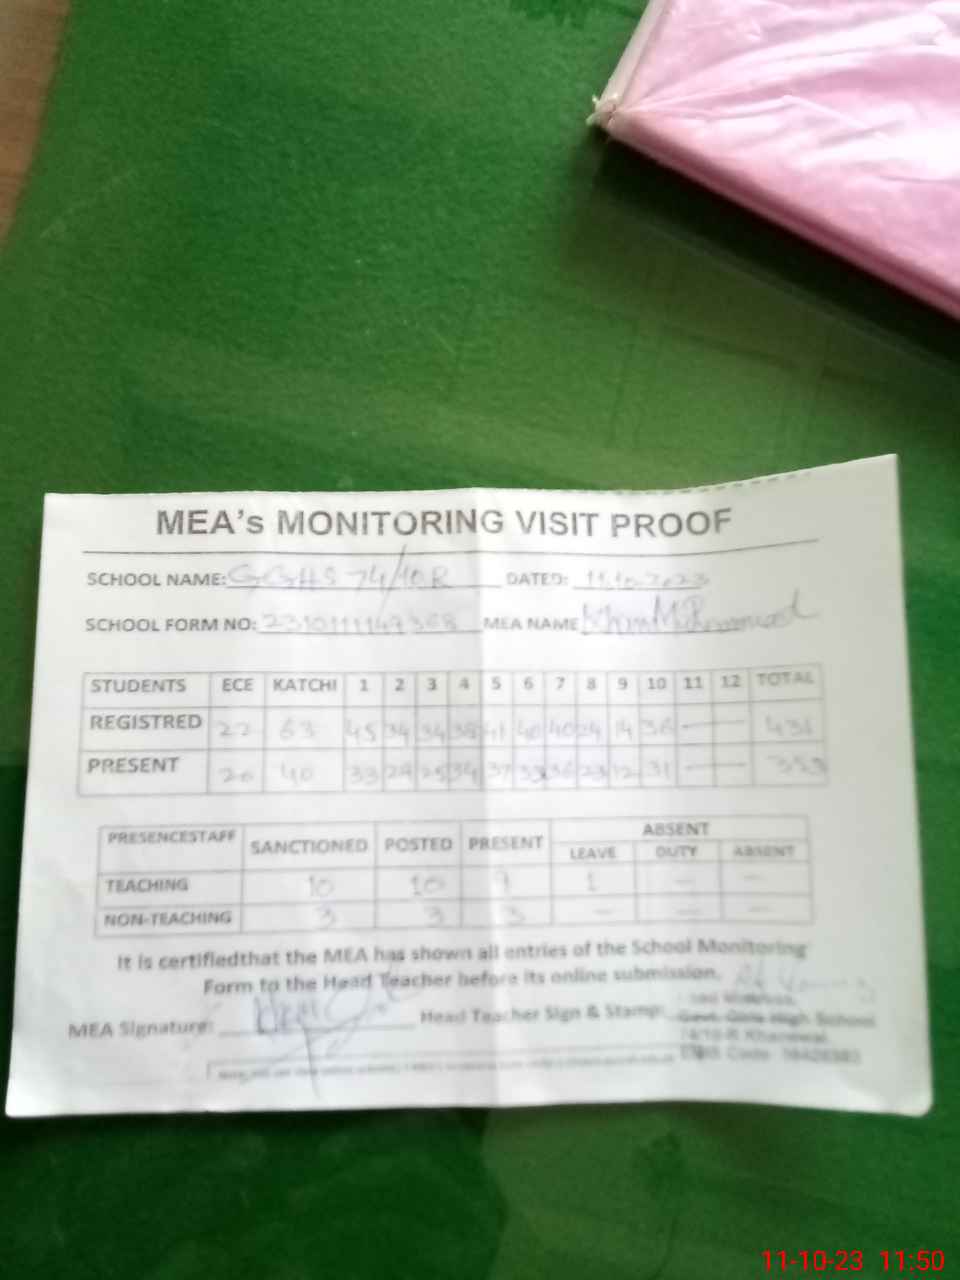 MEA's MONITORING VISIT PROOF
SCHOOL NAME: GGHS 74/10.R DATED: 11.10.2023
SCHOOL FORM NO: MEA NAME
STUDENTS ECE KATCHI 1 2 3 4 5 6 7 8 9 10 11 12 TOTAL
REGISTRED 22 63 45 34 34 38 41 40 40 24 14 36 — 431
PRESENT 20 40 33 29 25 34 37 33 36 23 12 31 — 353
PRESENCESTAFF SANCTIONED POSTED PRESENT ABSENT
LEAVE DUTY ABSENT
TEACHING 10 10 9 1 — —
NON-TEACHING 3 3 3 — — —
It is certifiedthat the MEA has shown all entries of the School Monitoring
Form to the Head Teacher before its online submission.
MEA Signature: Head Teacher Sign & Stamp:
Govt. Girls High School
74/10-R Khanewal
EMIS Code
11-10-23 11:50